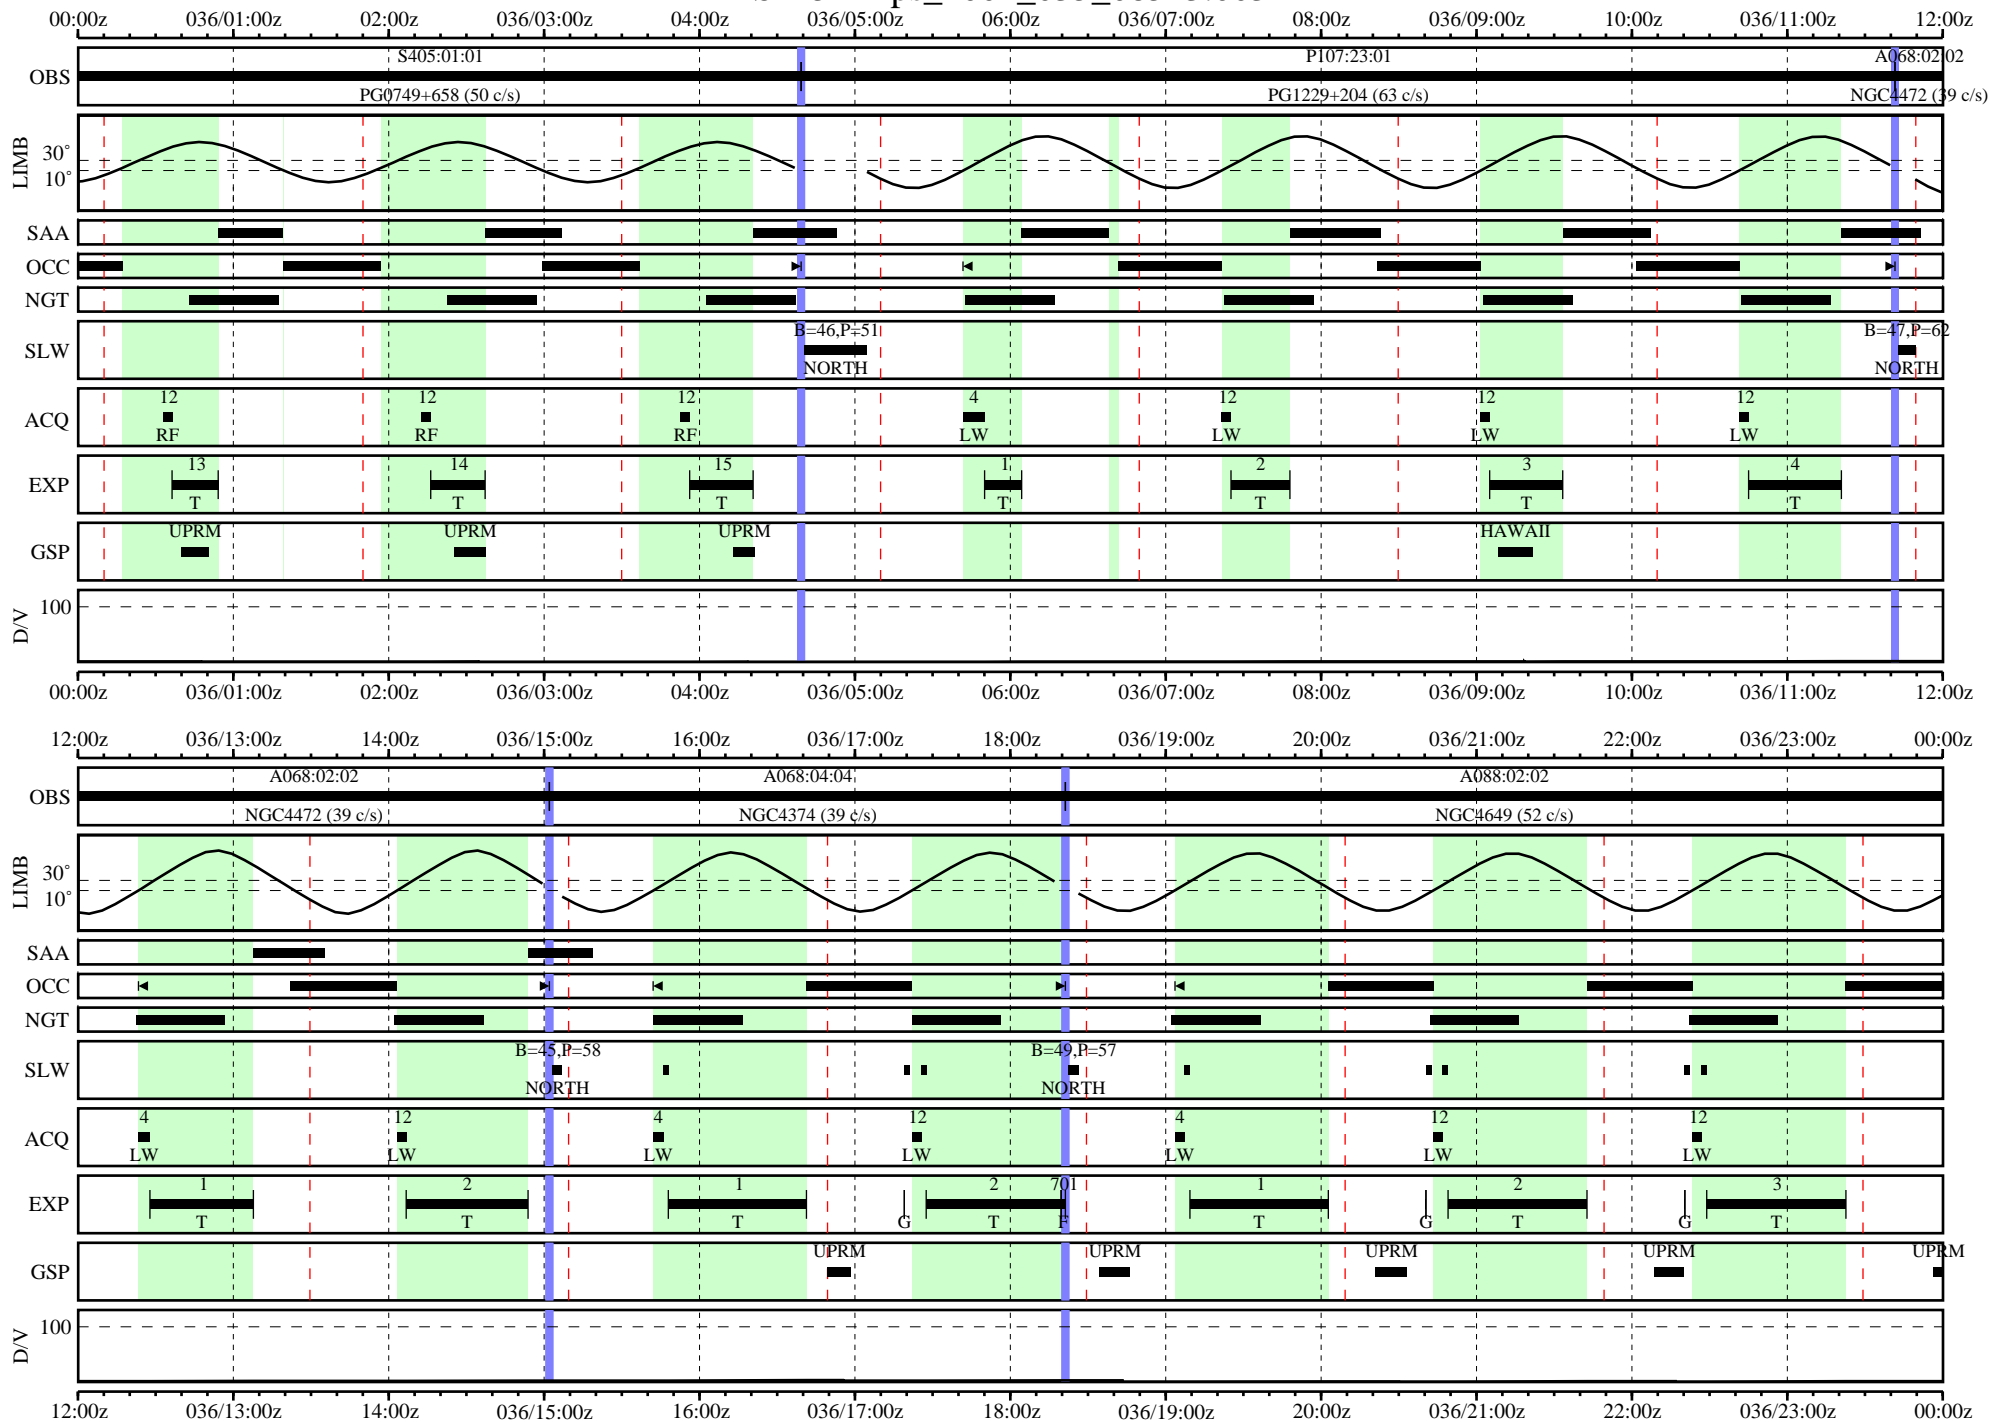 00:00z 036/01:00z 02:00z 036/03:00z 04:00z 036/05:00z 06:00z 036/07:00z 08:00z 036/09:00z 10:00z 036/11:00z 12:00z
S405:01:01 P107:23:01 A068:02:02
OBS
PG0749+658 (50 c/s) PG1229+204 (63 c/s) NGC4472 (39 c/s)
LIMB
30°
10°
SAA
OCC
NGT
B=46,P=51 B=47,P=62
SLW
NORTH NORTH
12 12 12 4 12 12 12
ACQ
RF RF RF LW LW LW LW
13 14 15 1 2 3 4
EXP
T T T T T T T
UPRM UPRM UPRM HAWAII
GSP
100
D/V
00:00z 036/01:00z 02:00z 036/03:00z 04:00z 036/05:00z 06:00z 036/07:00z 08:00z 036/09:00z 10:00z 036/11:00z 12:00z
12:00z 036/13:00z 14:00z 036/15:00z 16:00z 036/17:00z 18:00z 036/19:00z 20:00z 036/21:00z 22:00z 036/23:00z 00:00z
A068:02:02 A068:04:04 A088:02:02
OBS
NGC4472 (39 c/s) NGC4374 (39 c/s) NGC4649 (52 c/s)
LIMB
30°
10°
SAA
OCC
NGT
B=45,P=58 B=49,P=57
SLW
NORTH NORTH
4 12 4 12 4 12 12
ACQ
LW LW LW LW LW LW LW
1 2 1 2 701 1 2 3
EXP
T T T G T F T G T G T
UPRM UPRM UPRM UPRM UPRM
GSP
100
D/V
12:00z 036/13:00z 14:00z 036/15:00z 16:00z 036/17:00z 18:00z 036/19:00z 20:00z 036/21:00z 22:00z 036/23:00z 00:00z